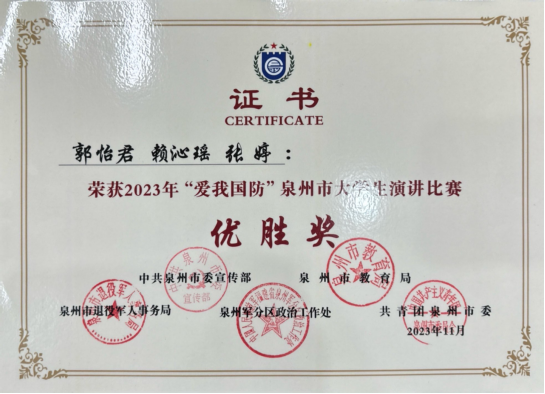 证书
CERTIFICATE
郭怡君 赖沁瑶 张婷：
荣获2023年“爱我国防”泉州市大学生演讲比赛
优胜奖
中共泉州市委宣传部 泉州市教育局
泉州市退役军人事务局 泉州军分区政治工作处 共青团泉州市委
2023年11月